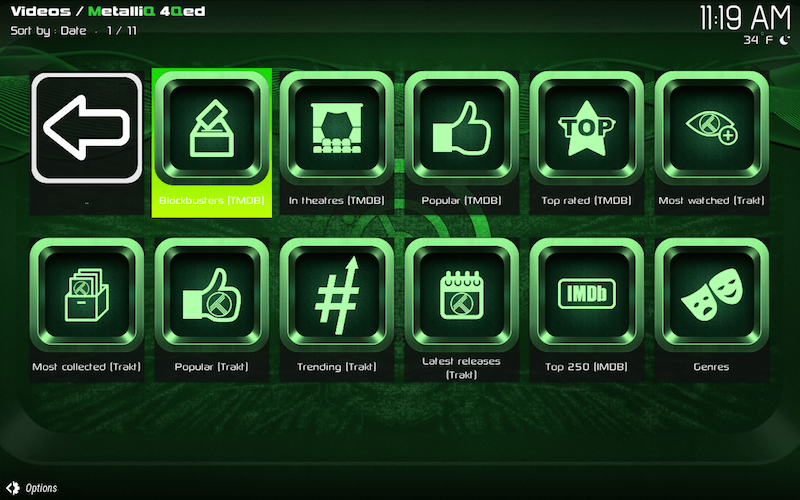 Videos / MetalliQ 4Qed
Sort by : Date · 1 / 11
11:19 AM
34°F
..
Blockbusters (TMDB)
In theatres (TMDB)
Popular (TMDB)
TOP
Top rated (TMDB)
Most watched (Trakt)
Most collected (Trakt)
Popular (Trakt)
#
Trending (Trakt)
Latest releases
(Trakt)
IMDb
Top 250 (IMDB)
Genres
Options